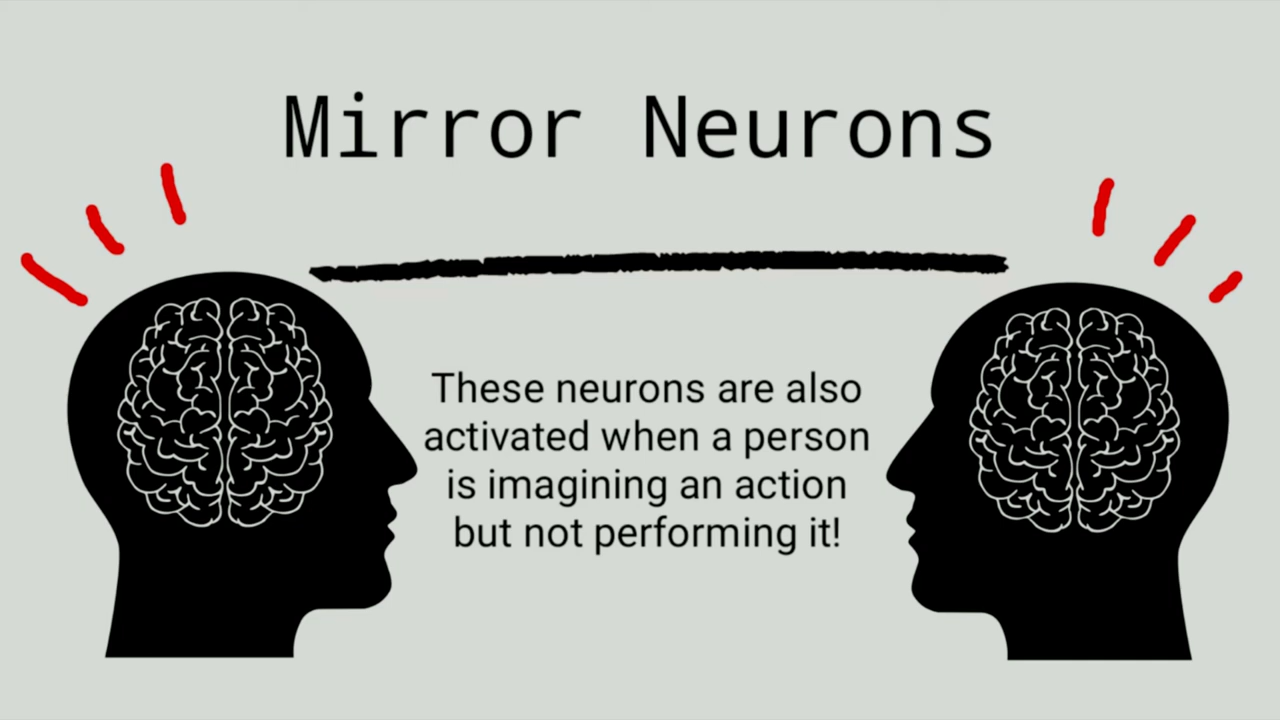 Mirror Neurons
These neurons are also
activated when a person
is imagining an action
but not performing it!